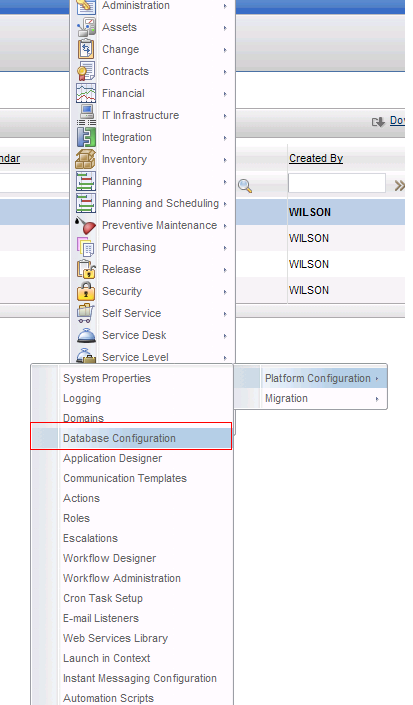 Administration
Assets
Change
Contracts
Financial
IT Infrastructure
Dow
Integration
ndar
Inventory
Created By
Planning
Planning and Scheduling
WILSON
Preventive Maintenance
WILSON
Purchasing
WILSON
Release
Security
WILSON
Self Service
Service Desk
Service Level
System Properties
Platform Configuration
Logging
Migration
Domains
Database Configuration
Application Designer
Communication Templates
Actions
Roles
Escalations
Workflow Designer
Workflow Administration
Cron Task Setup
E-mail Listeners
Web Services Library
Launch in Context
Instant Messaging Configuration
Automation Scripts